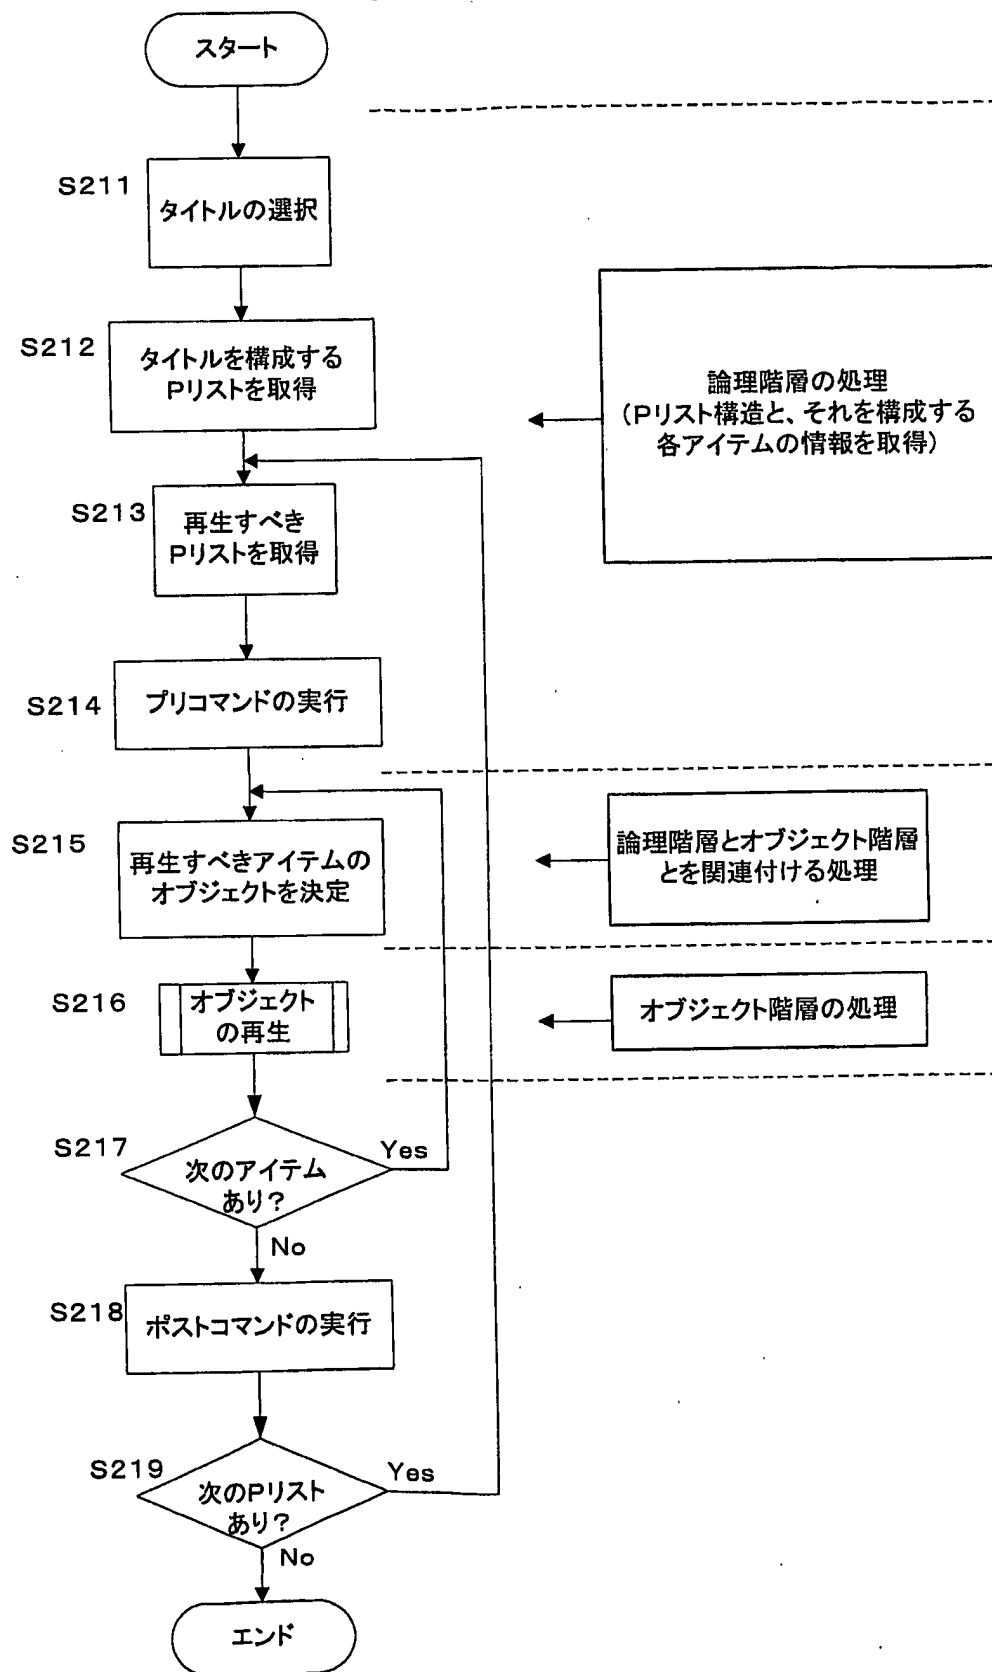 スタート
S211
タイトルの選択
S212
タイトルを構成する
Pリストを取得
論理階層の処理
(Pリスト構造と、それを構成する
各アイテムの情報を取得)
S213
再生すべき
Pリストを取得
S214
プリコマンドの実行
S215
再生すべきアイテムの
オブジェクトを決定
論理階層とオブジェクト階層
とを関連付ける処理
S216
オブジェクト
の再生
オブジェクト階層の処理
S217
次のアイテム
あり?
Yes
No
S218
ポストコマンドの実行
S219
次のPリスト
あり?
Yes
No
エンド